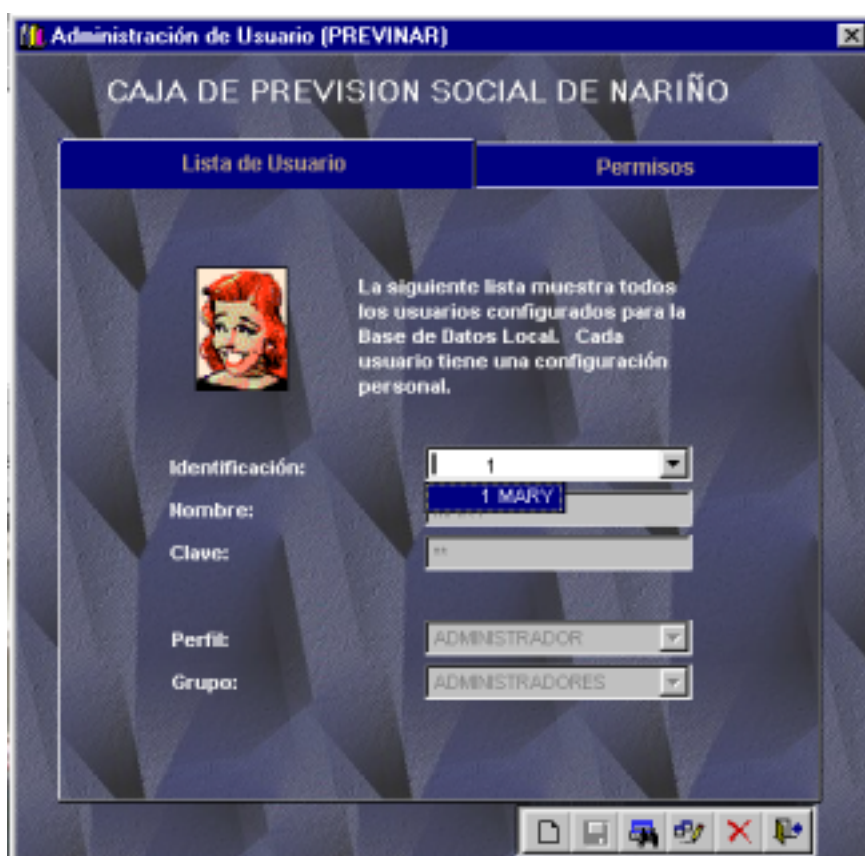 Administración de Usuario (PREVINAR)
CAJA DE PREVISION SOCIAL DE NARIÑO
Lista de Usuario
Permisos
La siguiente lista muestra todos
los usuarios configurados para la
Base de Datos Local. Cada
usuario tiene una configuración
personal.
Identificación:
1
1 MARY
Nombre:
Clave:
**
Perfil:
ADMINISTRADOR
Grupo:
ADMINISTRADORES